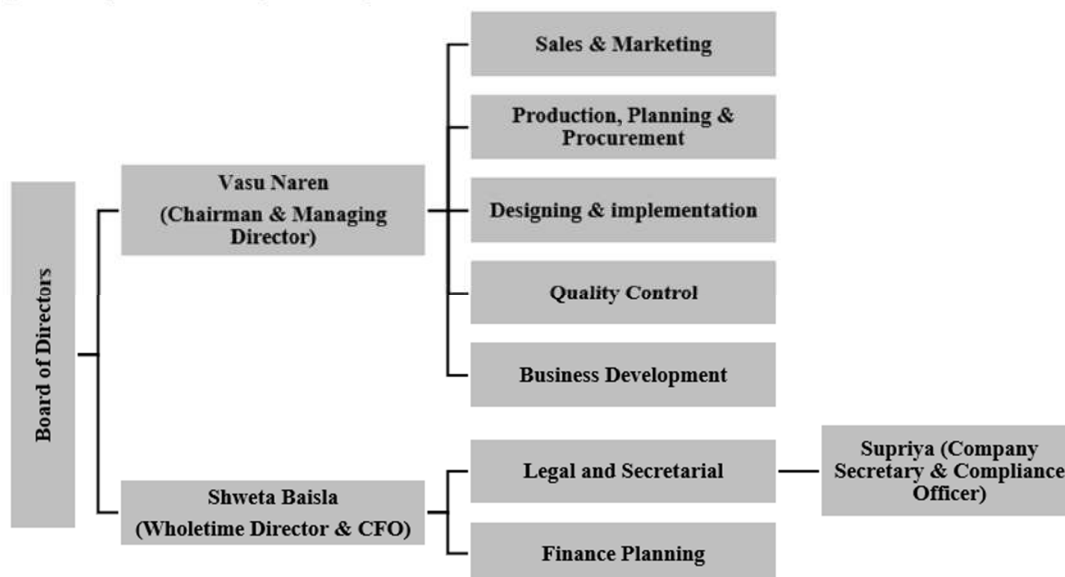 Board of Directors
Vasu Naren
(Chairman & Managing
Director)
Sales & Marketing
Production, Planning &
Procurement
Designing & implementation
Quality Control
Business Development
Shweta Baisla
(Wholetime Director & CFO)
Legal and Secretarial
Supriya (Company
Secretary & Compliance
Officer)
Finance Planning